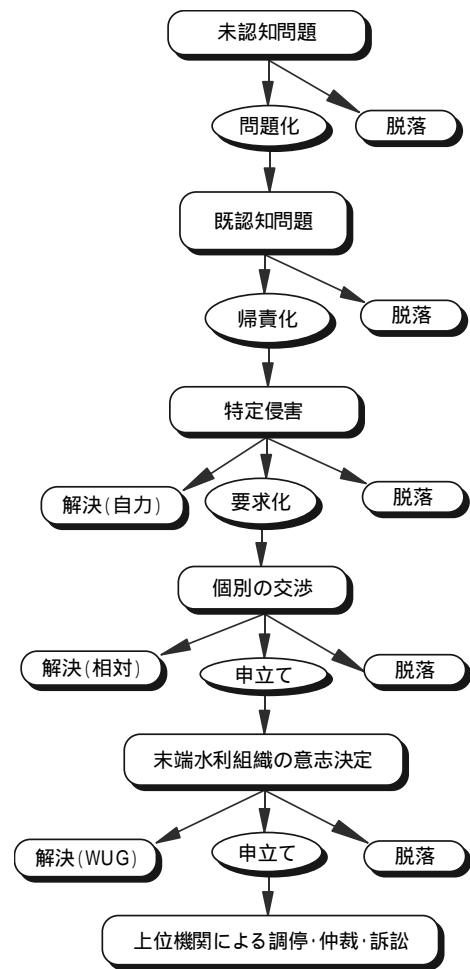 未認知問題
問題化
脱落
既認知問題
帰責化
脱落
特定侵害
解決(自力)
要求化
脱落
個別の交渉
解決(相対)
申立て
脱落
末端水利組織の意志決定
解決(WUG)
申立て
脱落
上位機関による調停･仲裁･訴訟